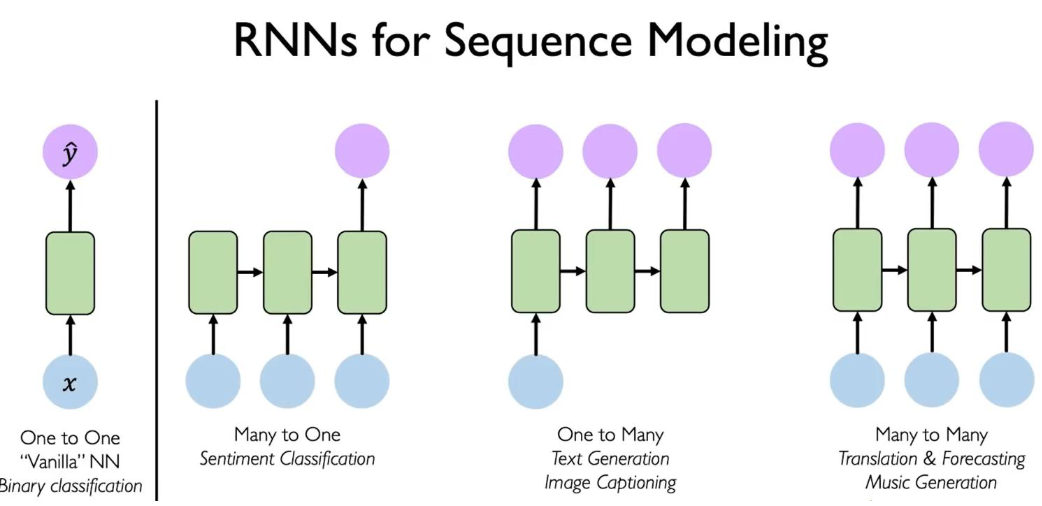 RNNs for Sequence Modeling
ŷ
x
One to One
“Vanilla” NN
Binary classification
Many to One
Sentiment Classification
One to Many
Text Generation
Image Captioning
Many to Many
Translation & Forecasting
Music Generation